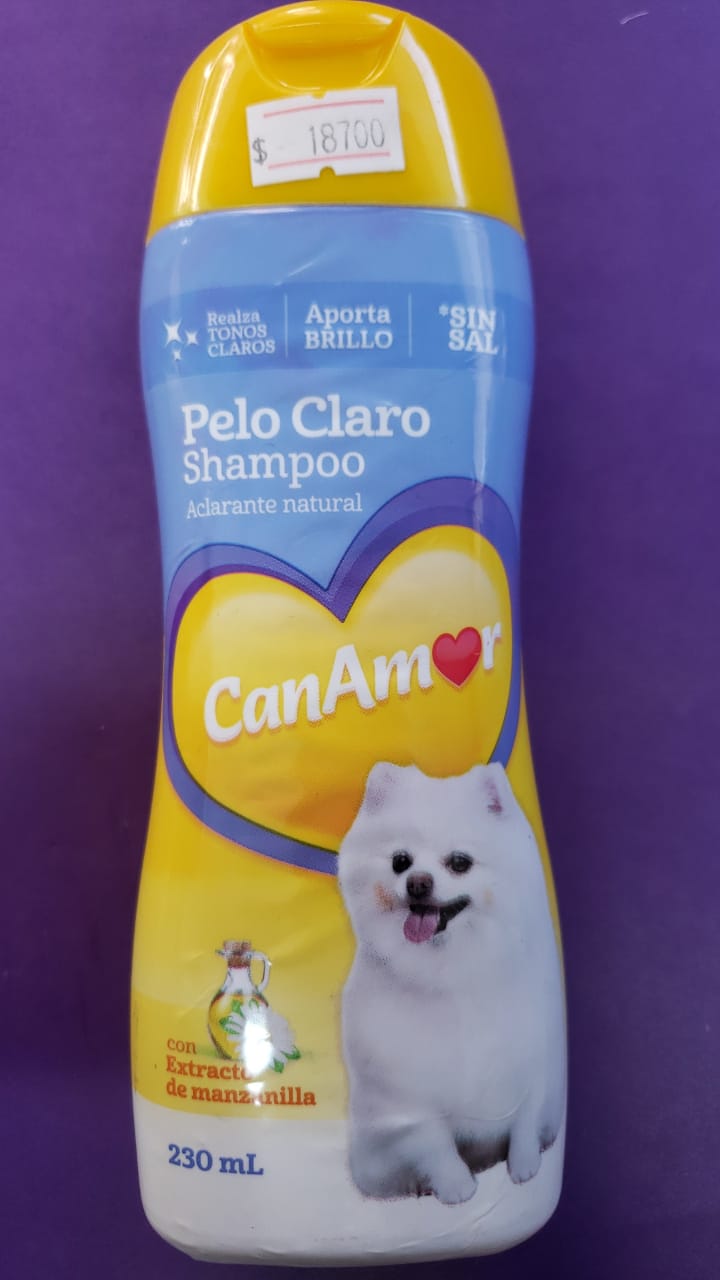 $ 18700
Realza
TONOS
CLAROS
Aporta
BRILLO
*SIN
SAL
Pelo Claro
Shampoo
Aclarante natural
CanAmor
con
Extracto
de manzanilla
230 mL